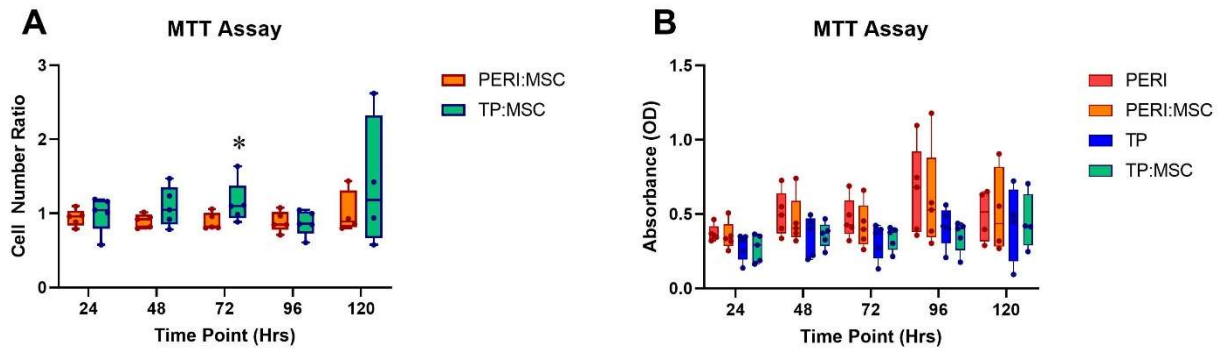 A
MTT Assay
Cell Number Ratio
3
2
1
0
*
24 48 72 96 120
Time Point (Hrs)
PERI:MSC
TP:MSC
B
MTT Assay
Absorbance (OD)
1.5
1.0
0.5
0.0
24 48 72 96 120
Time Point (Hrs)
PERI
PERI:MSC
TP
TP:MSC